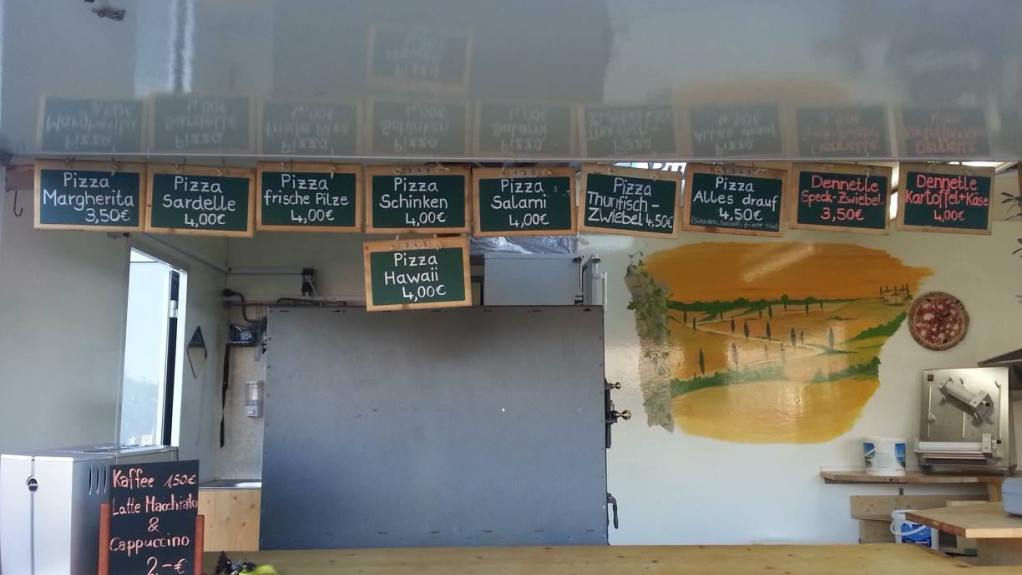 Pizza
Margherita
3,50€
Pizza
Sardelle
4,00€
Pizza
frische Pilze
4,00€
Pizza
Schinken
4,00€
Pizza
Salami
4,00€
Pizza
Thunfisch-
Zwiebel 4,50€
Pizza
Alles drauf
4,50€
Dennetle
Speck-Zwiebel
3,50€
Dennetle
Kartoffel+Käse
4,00€
Pizza
Hawaii
4,00€
Kaffee 1,50€
Latte Macchiato
&
Cappuccino
2,-€